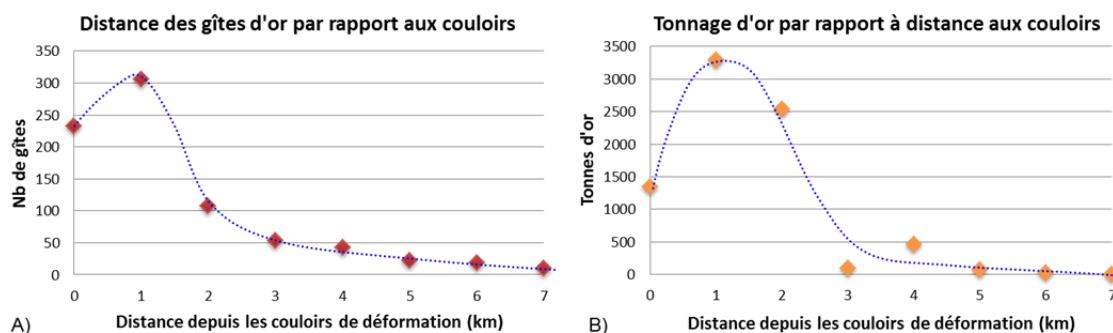 Distance des gîtes d'or par rapport aux couloirs
350
300
250
200
150
100
50
0
Nb de gîtes
0 1 2 3 4 5 6 7
Distance depuis les couloirs de déformation (km)
A)
Tonnage d'or par rapport à distance aux couloirs
3500
3000
2500
2000
1500
1000
500
0
Tonnes d'or
0 1 2 3 4 5 6 7
Distance depuis les couloirs de déformation (km)
B)